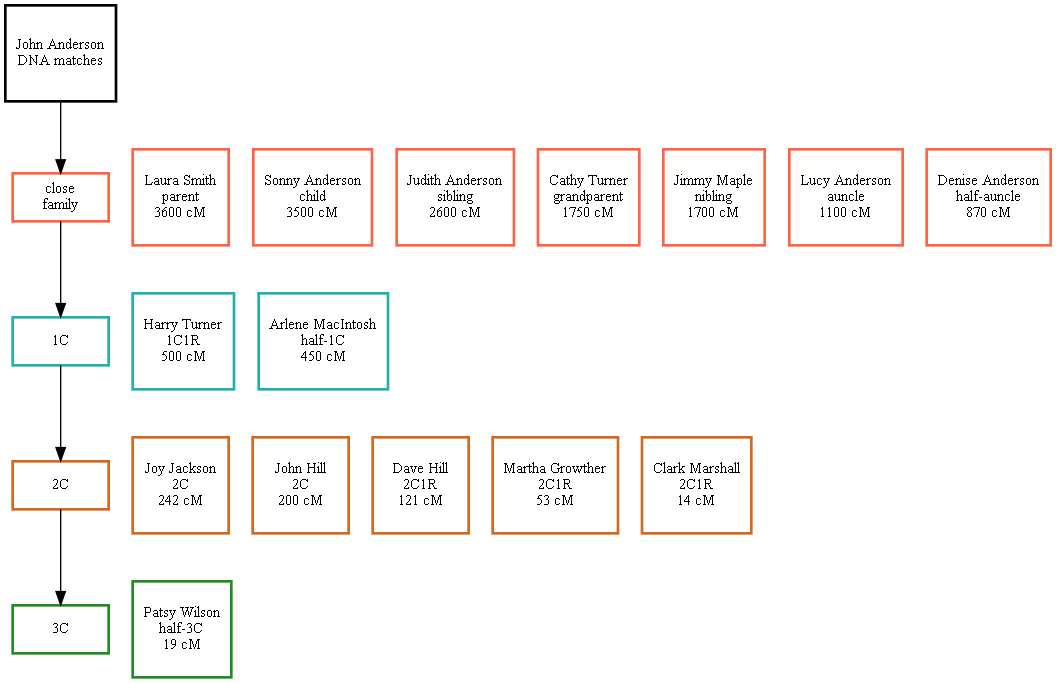 John Anderson
DNA matches
close
family
Laura Smith
parent
3600 cM
Sonny Anderson
child
3500 cM
Judith Anderson
sibling
2600 cM
Cathy Turner
grandparent
1750 cM
Jimmy Maple
nibling
1700 cM
Lucy Anderson
auncle
1100 cM
Denise Anderson
half-auncle
870 cM
1C
Harry Turner
1C1R
500 cM
Arlene MacIntosh
half-1C
450 cM
2C
Joy Jackson
2C
242 cM
John Hill
2C
200 cM
Dave Hill
2C1R
121 cM
Martha Growther
2C1R
53 cM
Clark Marshall
2C1R
14 cM
3C
Patsy Wilson
half-3C
19 cM